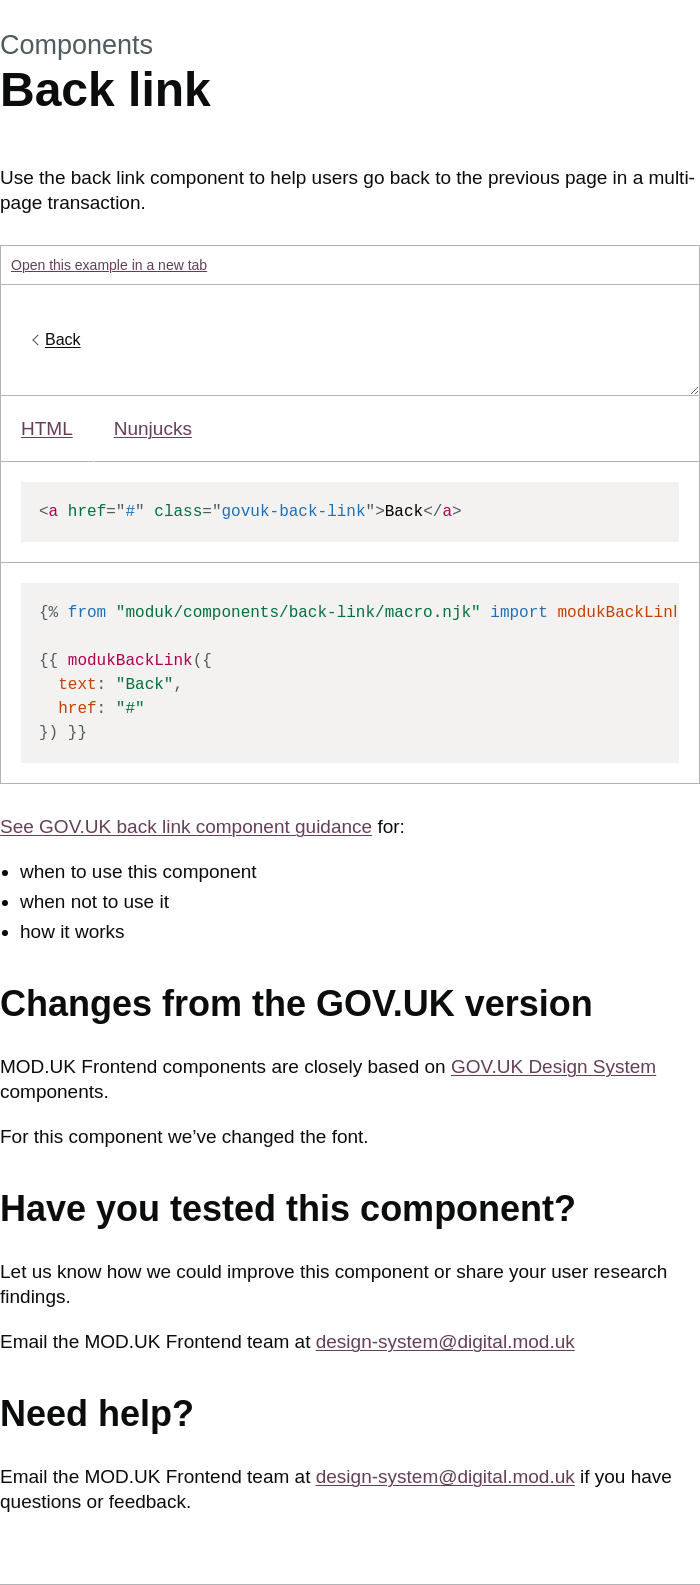 Components
Back link
Use the back link component to help users go back to the previous page in a multi-
page transaction.
Open this example in a new tab
Back
HTML Nunjucks
<a href="#" class="govuk-back-link">Back</a>
{% from "moduk/components/back-link/macro.njk" import modukBackLink
{{ modukBackLink({
  text: "Back",
  href: "#"
}) }}
See GOV.UK back link component guidance for:
• when to use this component
• when not to use it
• how it works
Changes from the GOV.UK version
MOD.UK Frontend components are closely based on GOV.UK Design System
components.
For this component we’ve changed the font.
Have you tested this component?
Let us know how we could improve this component or share your user research
findings.
Email the MOD.UK Frontend team at design-system@digital.mod.uk
Need help?
Email the MOD.UK Frontend team at design-system@digital.mod.uk if you have
questions or feedback.